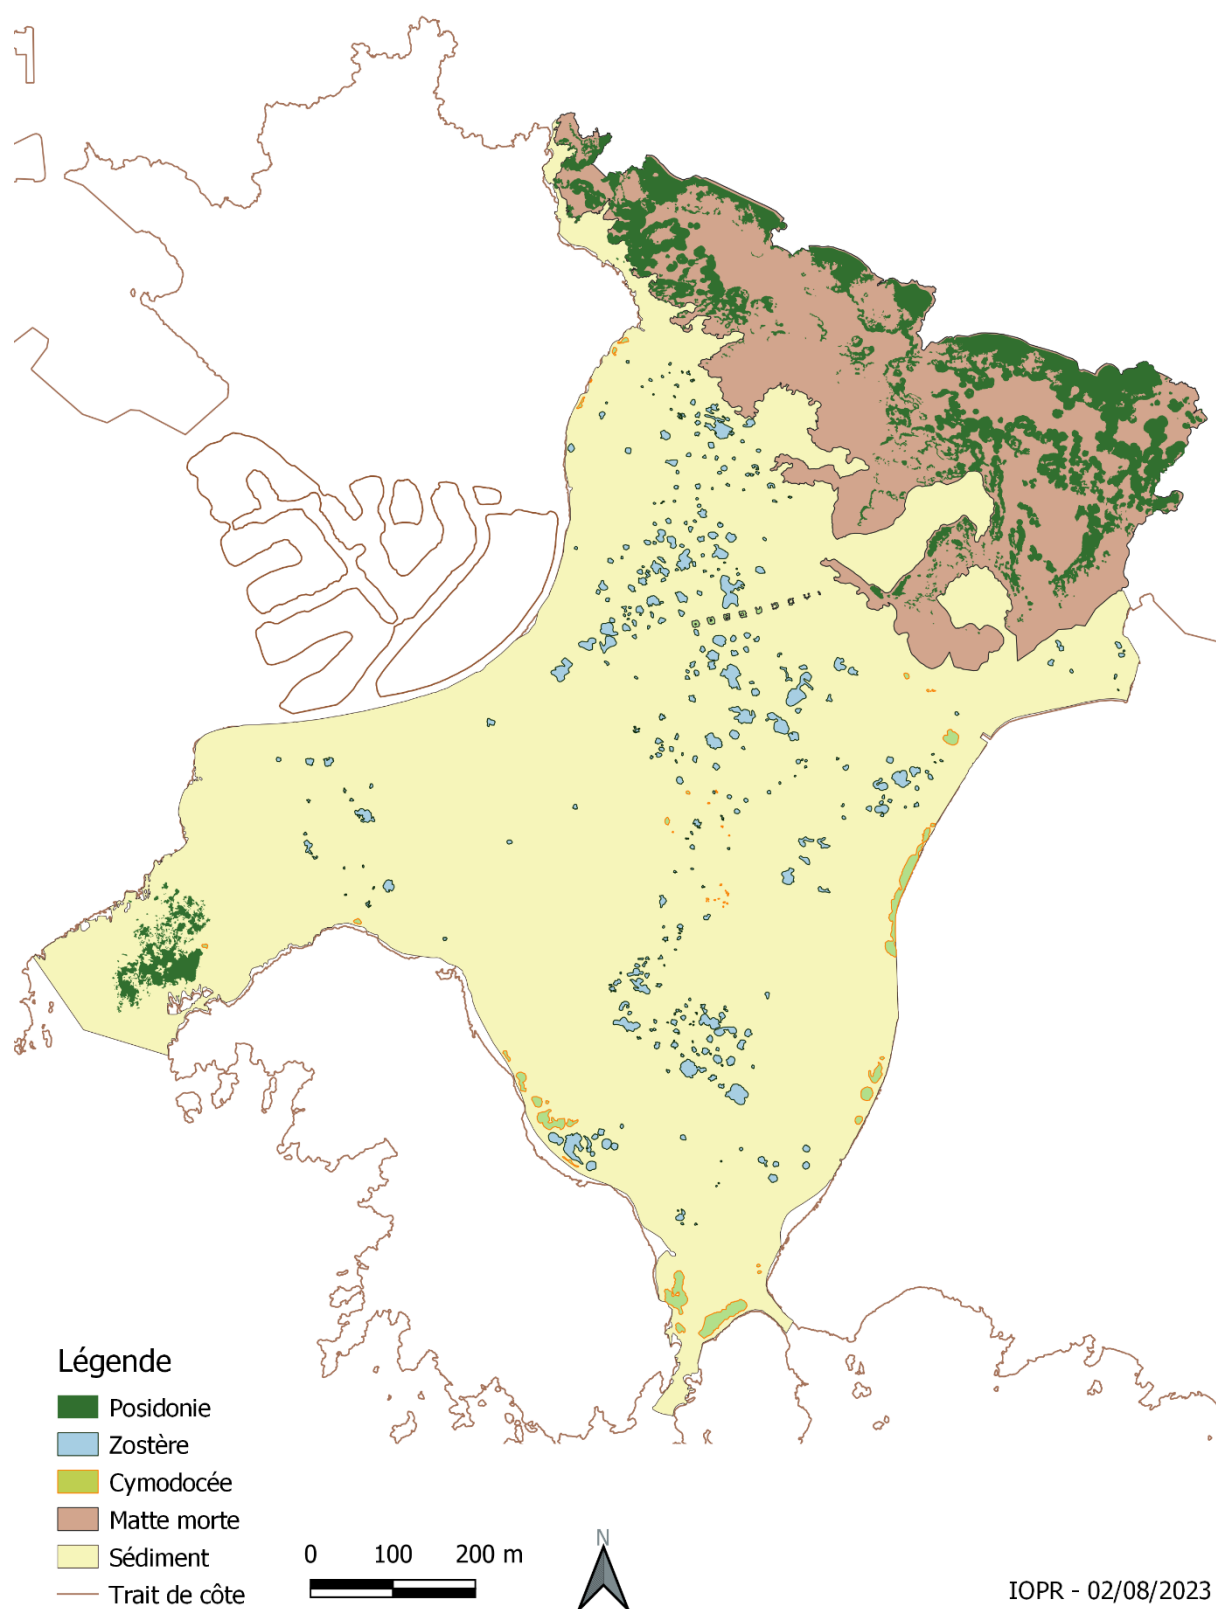 Légende
Posidonie
Zostère
Cymodocée
Matte morte
Sédiment
Trait de côte
0 100 200 m
N
IOPR - 02/08/2023